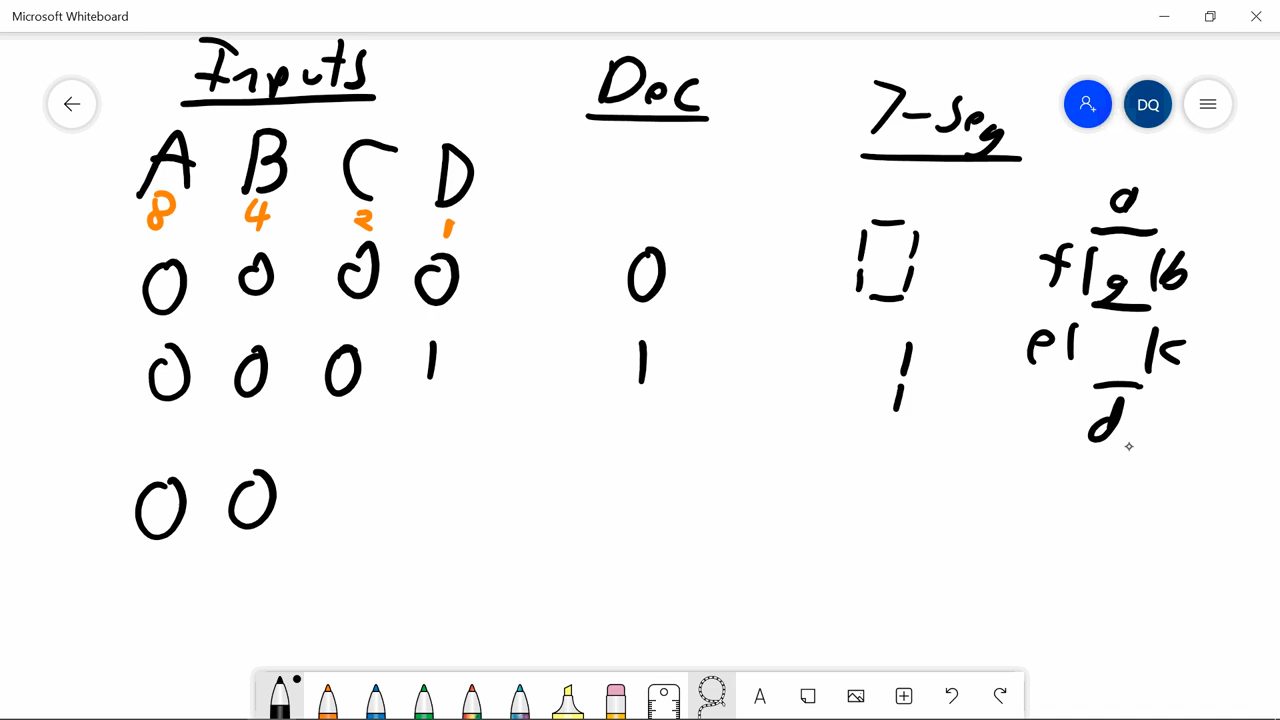 Microsoft Whiteboard
Inputs Dec 7-seg
DQ
A B C D
8 4 2 1
a
0 0 0 0 0
f g b
0 0 0 1 1
e c
d
0 0
A